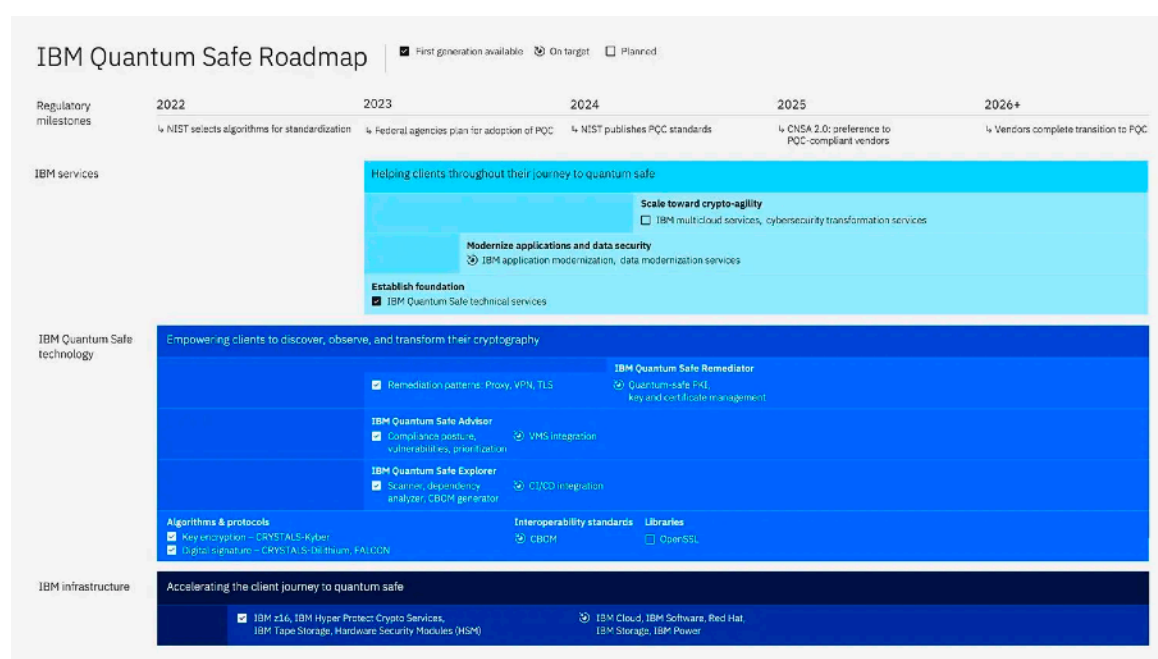 IBM Quantum Safe Roadmap
First generation available
On target
Planned
Regulatory
milestones
2022
↳ NIST selects algorithms for standardization
2023
↳ Federal agencies plan for adoption of PQC
2024
↳ NIST publishes PQC standards
2025
↳ CNSA 2.0: preference to
PQC-compliant vendors
2026+
↳ Vendors complete transition to PQC
IBM services
Helping clients throughout their journey to quantum safe
Scale toward crypto-agility
IBM multicloud services, cybersecurity transformation services
Modernize applications and data security
IBM application modernization, data modernization services
Establish foundation
IBM Quantum Safe technical services
IBM Quantum Safe
technology
Empowering clients to discover, observe, and transform their cryptography
Remediation patterns: Proxy, VPN, TLS
IBM Quantum Safe Remediator
Quantum-safe PKI,
key and certificate management
IBM Quantum Safe Advisor
Compliance posture,
vulnerabilities, prioritization
VMS integration
IBM Quantum Safe Explorer
Scanner, dependency
analyzer, CBOM generator
CI/CD integration
Algorithms & protocols
Key encryption – CRYSTALS-Kyber
Digital signature – CRYSTALS-Dilithium, FALCON
Interoperability standards
CBOM
Libraries
OpenSSL
IBM infrastructure
Accelerating the client journey to quantum safe
IBM z16, IBM Hyper Protect Crypto Services,
IBM Tape Storage, Hardware Security Modules (HSM)
IBM Cloud, IBM Software, Red Hat,
IBM Storage, IBM Power